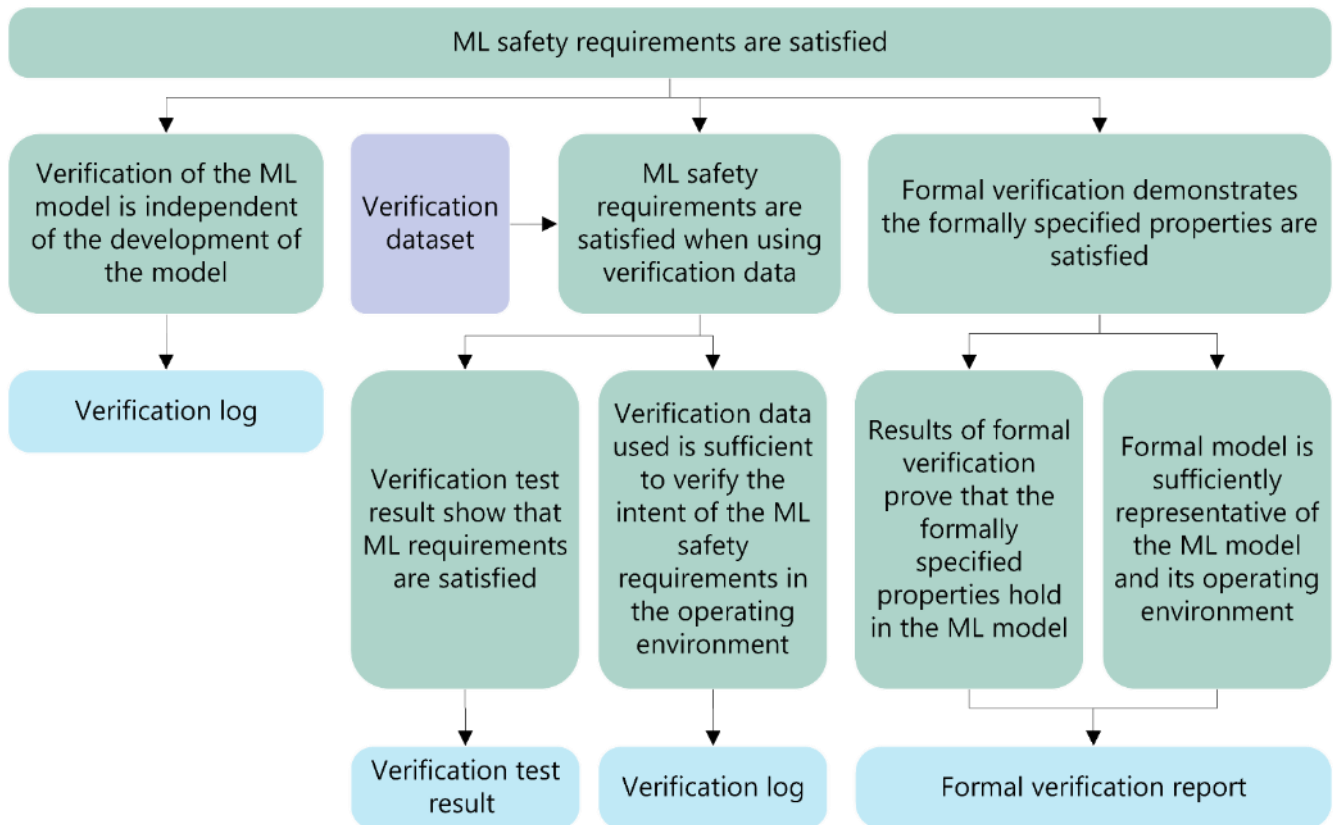 ML safety requirements are satisfied
Verification of the ML
model is independent
of the development of
the model
Verification
dataset
ML safety
requirements are
satisfied when using
verification data
Formal verification demonstrates
the formally specified properties are
satisfied
Verification log
Verification test
result show that
ML requirements
are satisfied
Verification data
used is sufficient
to verify the
intent of the ML
safety
requirements in
the operating
environment
Results of formal
verification
prove that the
formally
specified
properties hold
in the ML model
Formal model is
sufficiently
representative of
the ML model
and its operating
environment
Verification test
result
Verification log
Formal verification report